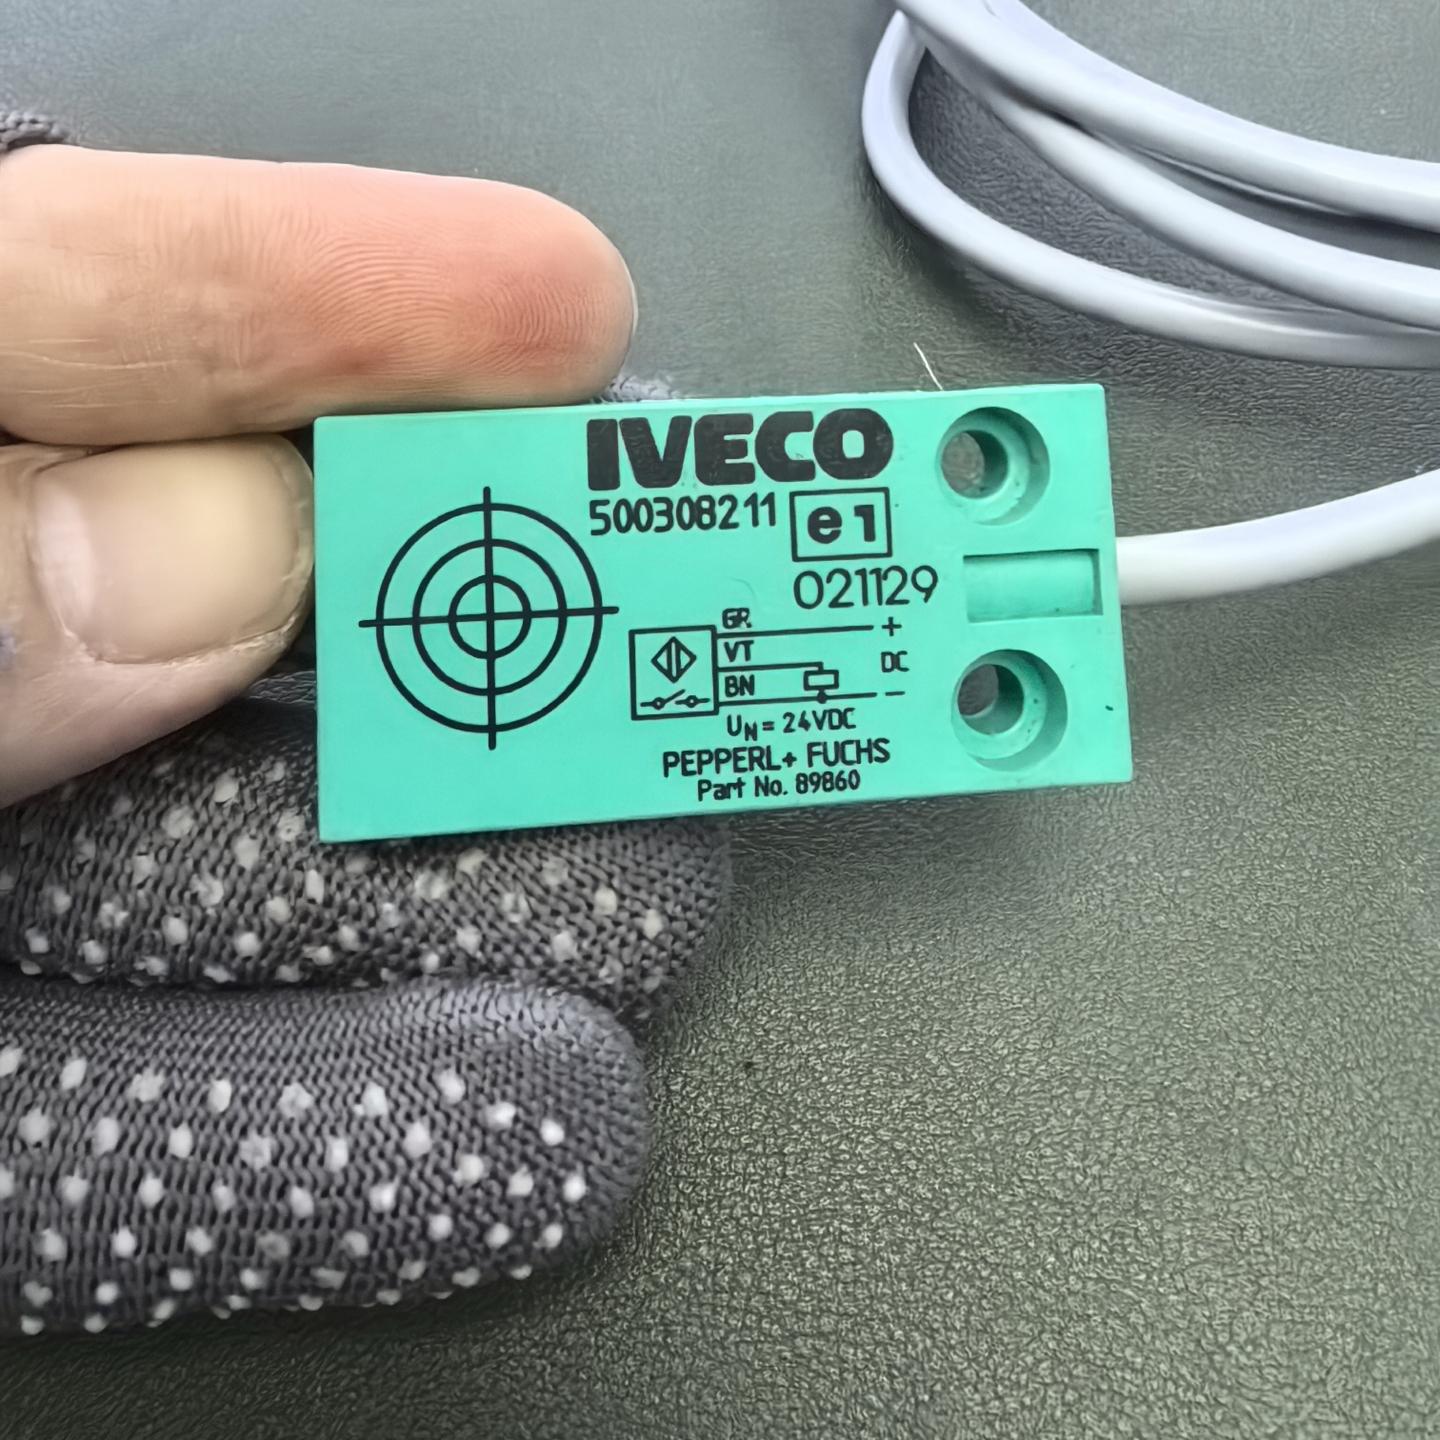 IVECO
500308211 e1
021129
GR +
VT DC
BN -
UN = 24VDC
PEPPERL+ FUCHS
Part No. 89860